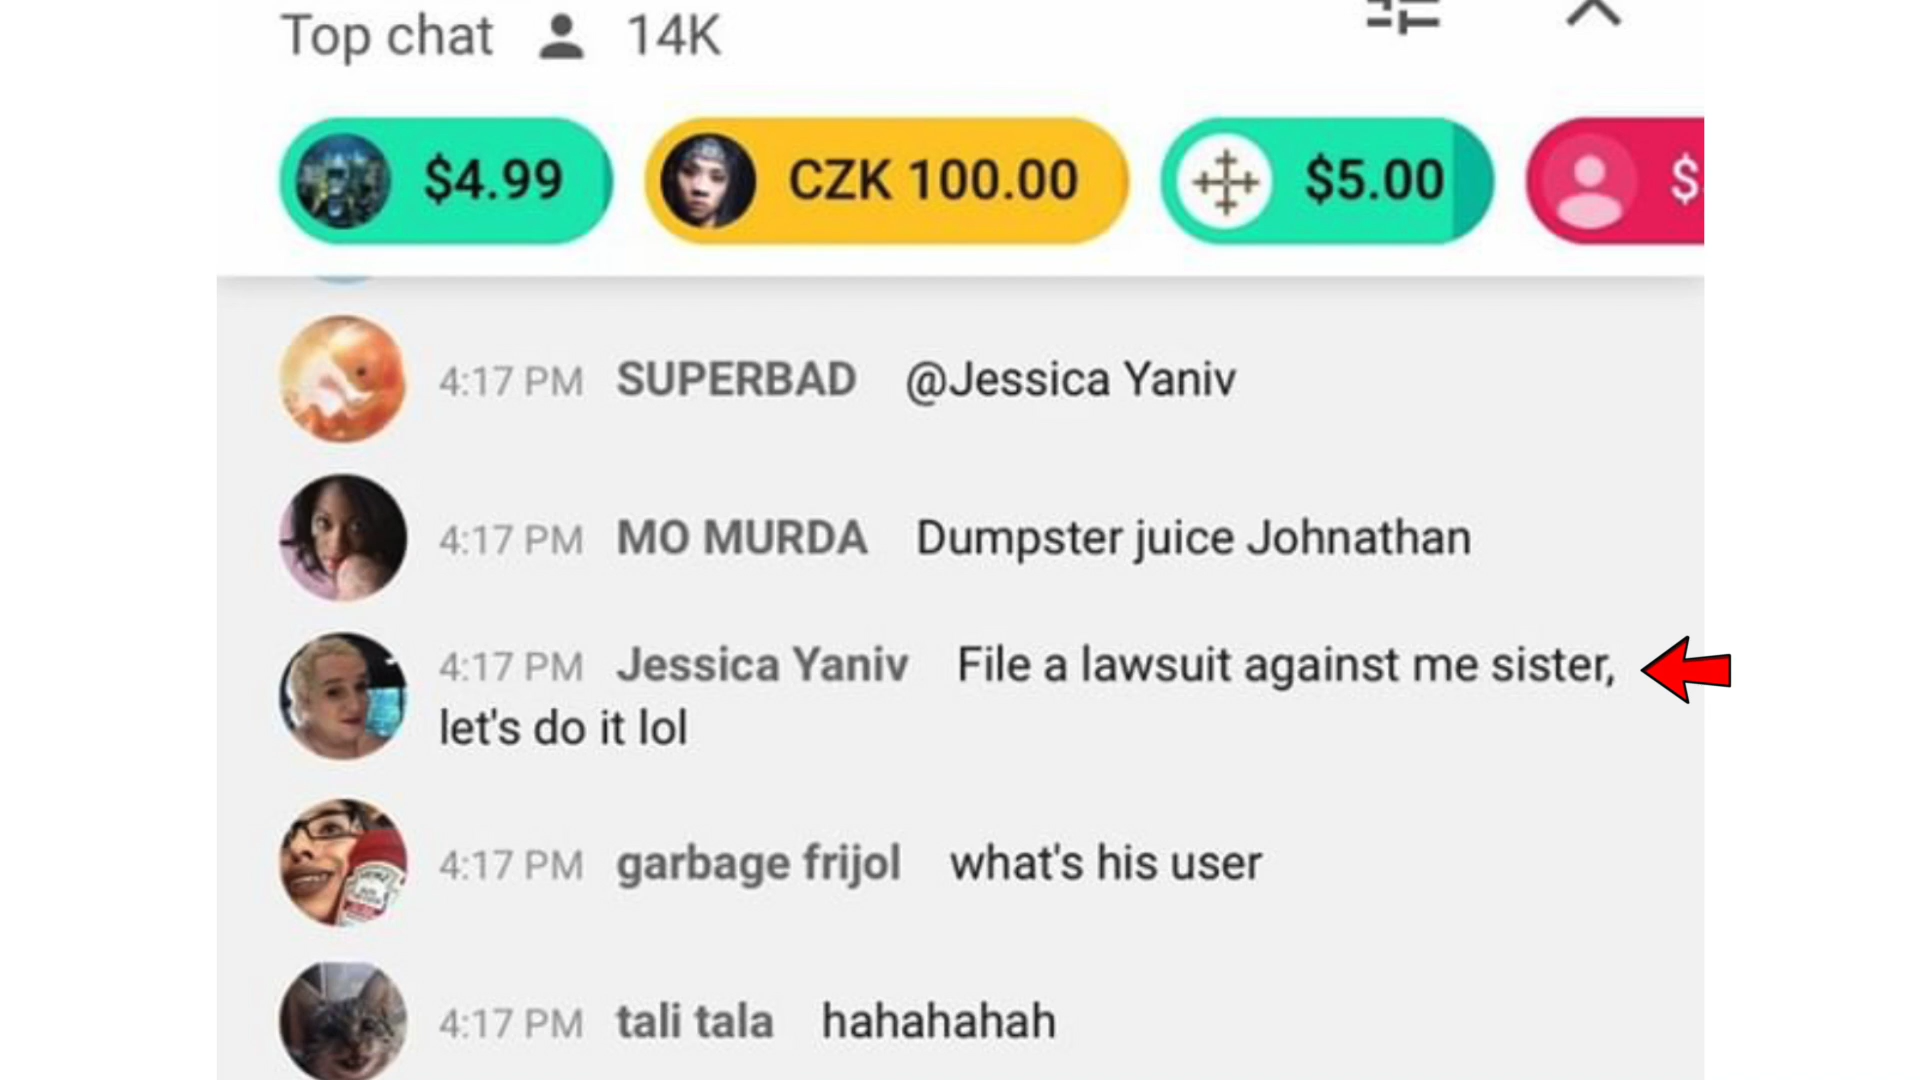 Top chat 14K
$4.99 CZK 100.00 $5.00 $
4:17 PM SUPERBAD @Jessica Yaniv
4:17 PM MO MURDA Dumpster juice Johnathan
4:17 PM Jessica Yaniv File a lawsuit against me sister,
let's do it lol
4:17 PM garbage frijol what's his user
4:17 PM tali tala hahahahah